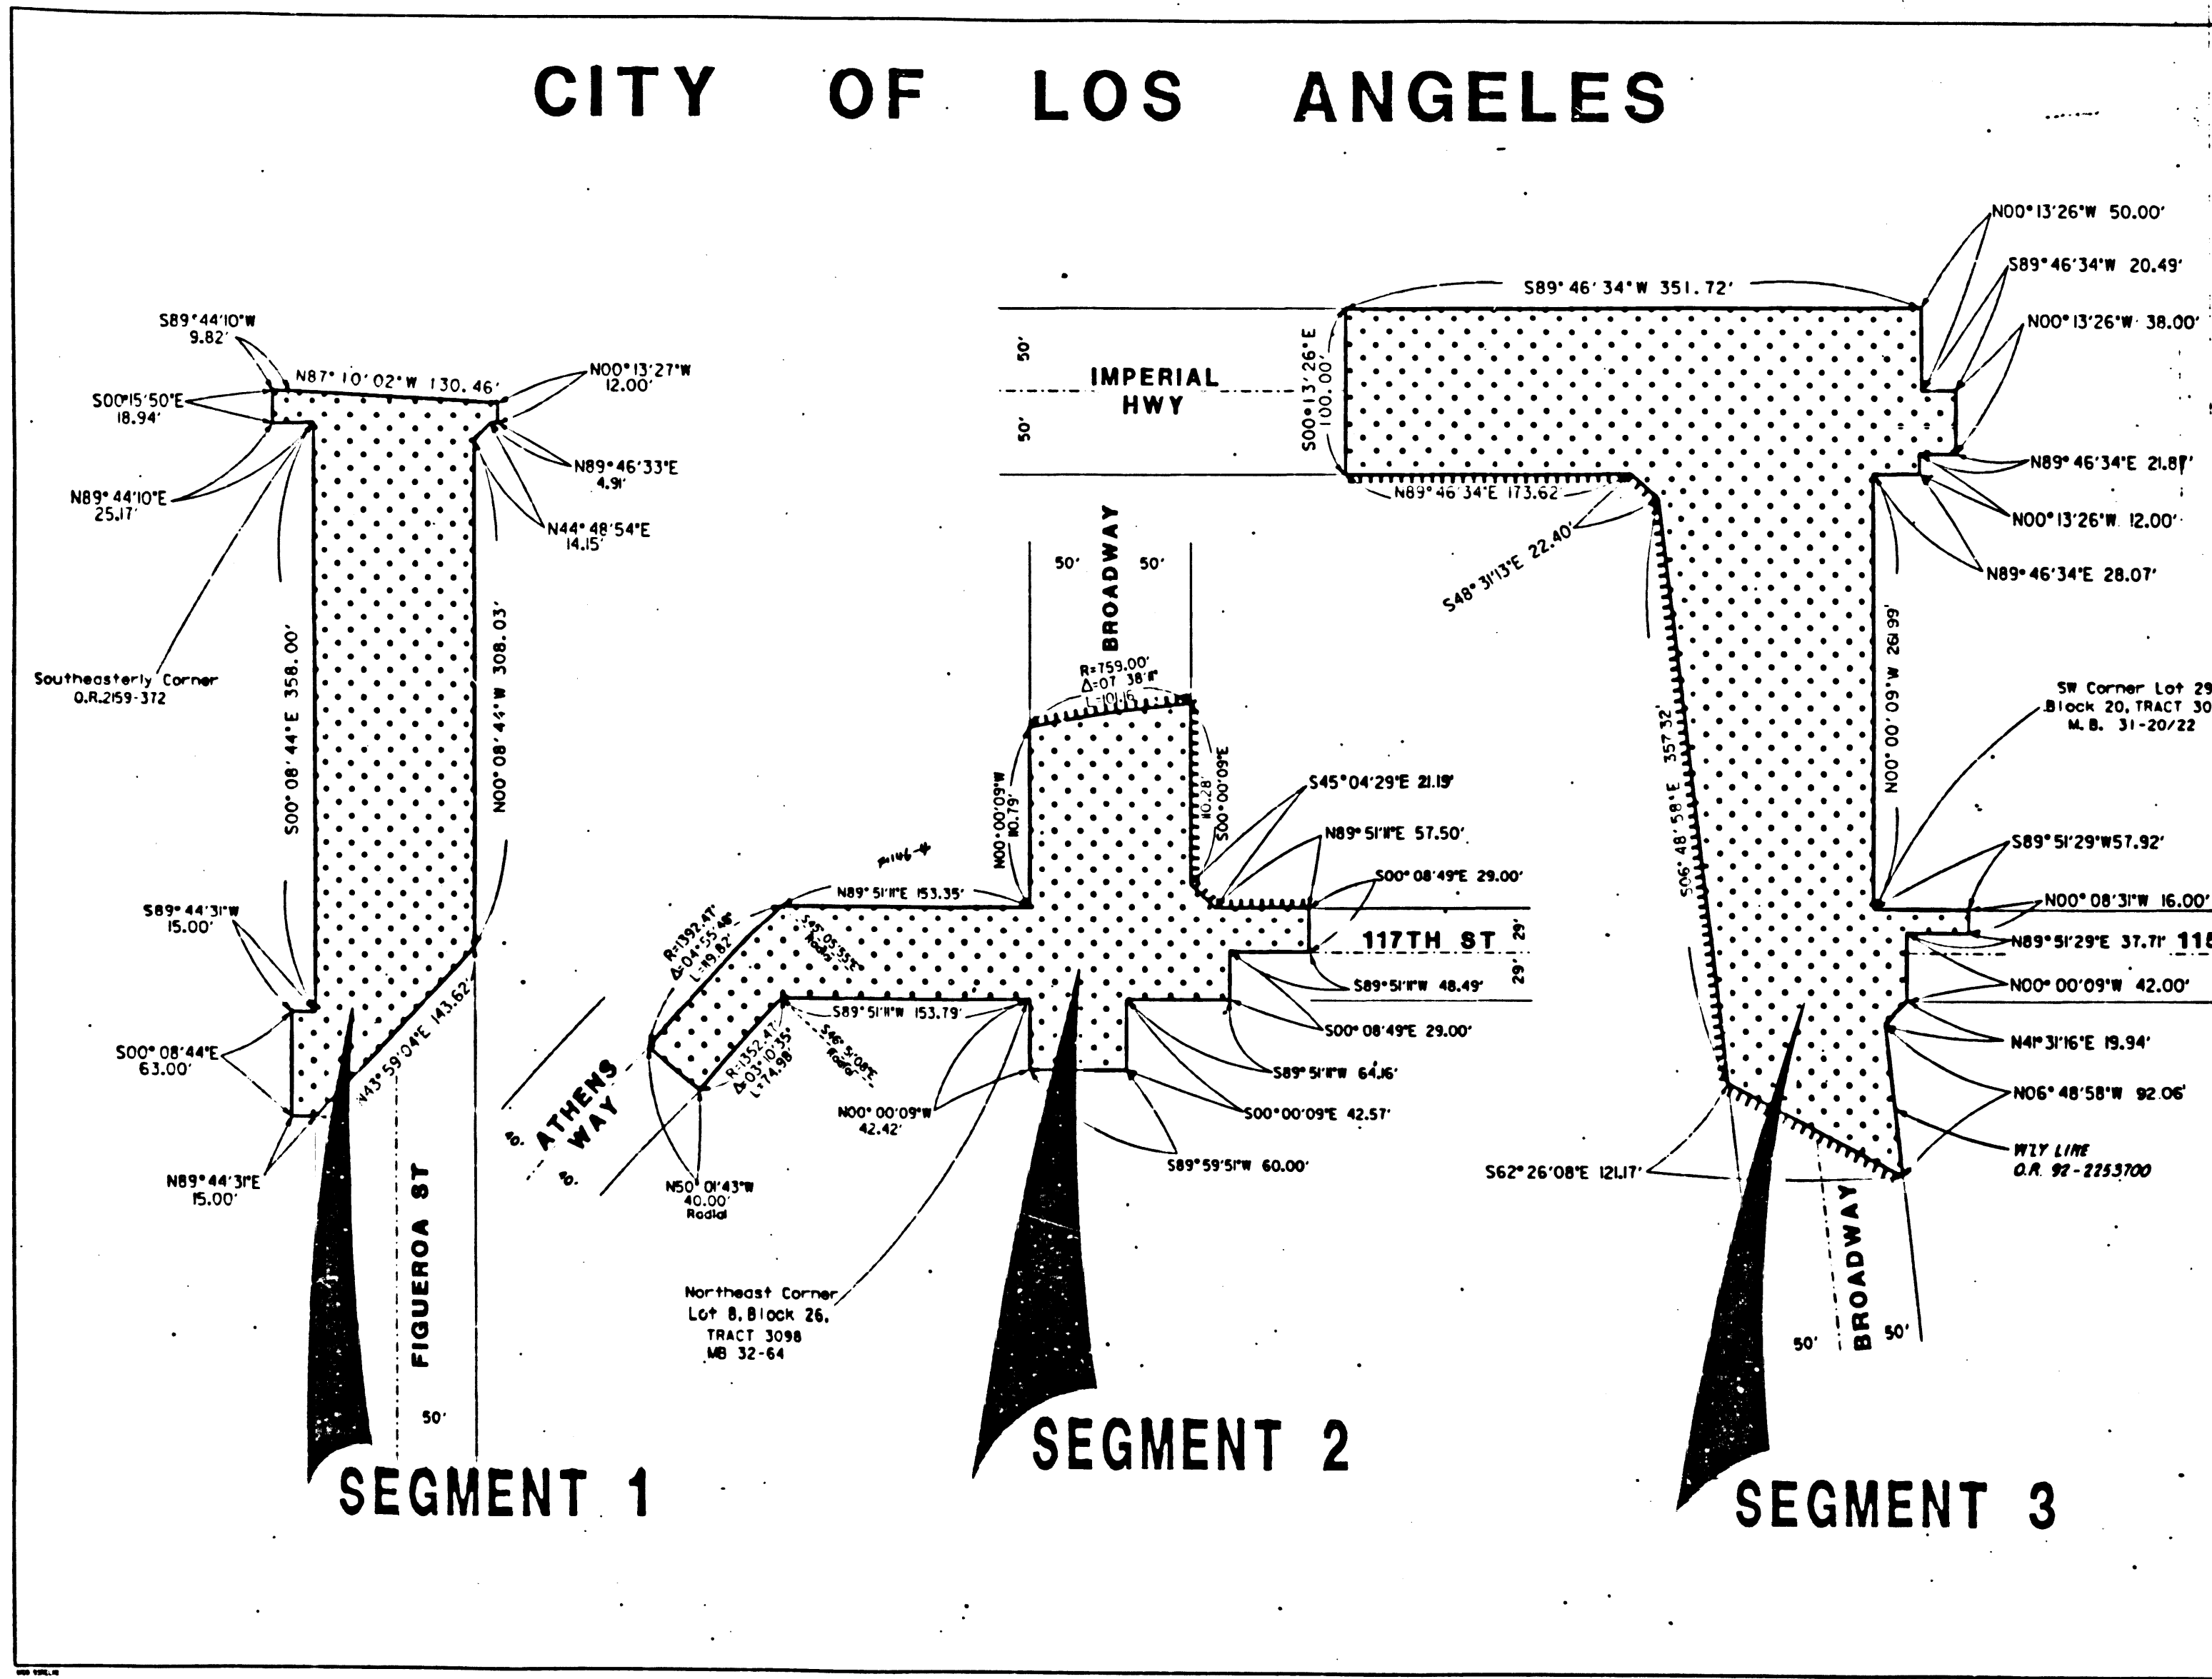 CITY OF LOS ANGELES
S89°44'10"W
9.82'
N87°10'02"W 130.46'
N00°13'27"W
12.00'
S00°15'50"E
18.94'
N89°44'10"E
25.17'
N89°46'33"E
4.91'
N44°48'54"E
14.15'
Southeasterly Corner
O.R.2159-372
S00°08'44"E 358.00'
N00°08'44"W 308.03'
S89°44'31"W
15.00'
S00°08'44"E
63.00'
N89°44'31"E
15.00'
N43°59'04"E 143.62'
FIGUEROA ST
50'
SEGMENT 1
BROADWAY
50' 50'
R=759.00'
Δ=07 38'11"
L=101.16
N00°00'09"W
110.79'
110.28'
S00°00'09"E
S45°04'29"E 21.19'
N89°51'11"E 57.50'
S00°08'49"E 29.00'
N89°51'11"E 153.35'
R=1392.47'
Δ=04°55'48"
L=119.82'
S45°05'55"E
Radial
117TH ST
29'
29'
S89°51'11"W 48.49'
S00°08'49"E 29.00'
S89°51'11"W 153.79'
R=1352.47'
Δ=03°10'35"
L=74.98'
S46°51'08"E
Radial
S89°51'11"W 64.16'
S00°00'09"E 42.57'
S89°59'51"W 60.00'
N00°00'09"W
42.42'
ATHENS
WAY
40'
40'
N50°01'43"W
40.00'
Radial
Northeast Corner
Lot 8, Block 26,
TRACT 3098
MB 32-64
SEGMENT 2
IMPERIAL
HWY
50'
50'
S89°46'34"W 351.72'
S00°13'26"E
100.00'
N00°13'26"W 50.00'
S89°46'34"W 20.49'
N00°13'26"W 38.00'
N89°46'34"E 21.87'
N00°13'26"W 12.00'
N89°46'34"E 28.07'
N89°46'34"E 173.62'
S48°31'13"E 22.40'
S06°48'58"E 357.32'
N00°00'09"W 261.99'
SW Corner Lot 29
Block 20, TRACT 30
M.B. 31-20/22
S89°51'29"W57.92'
N00°08'31"W 16.00'
N89°51'29"E 37.71' 118
N00°00'09"W 42.00'
N41°31'16"E 19.94'
N06°48'58"W 92.06'
W'LY LINE
O.R. 92-2253700
S62°26'08"E 121.17'
BROADWAY
50' 50'
SEGMENT 3